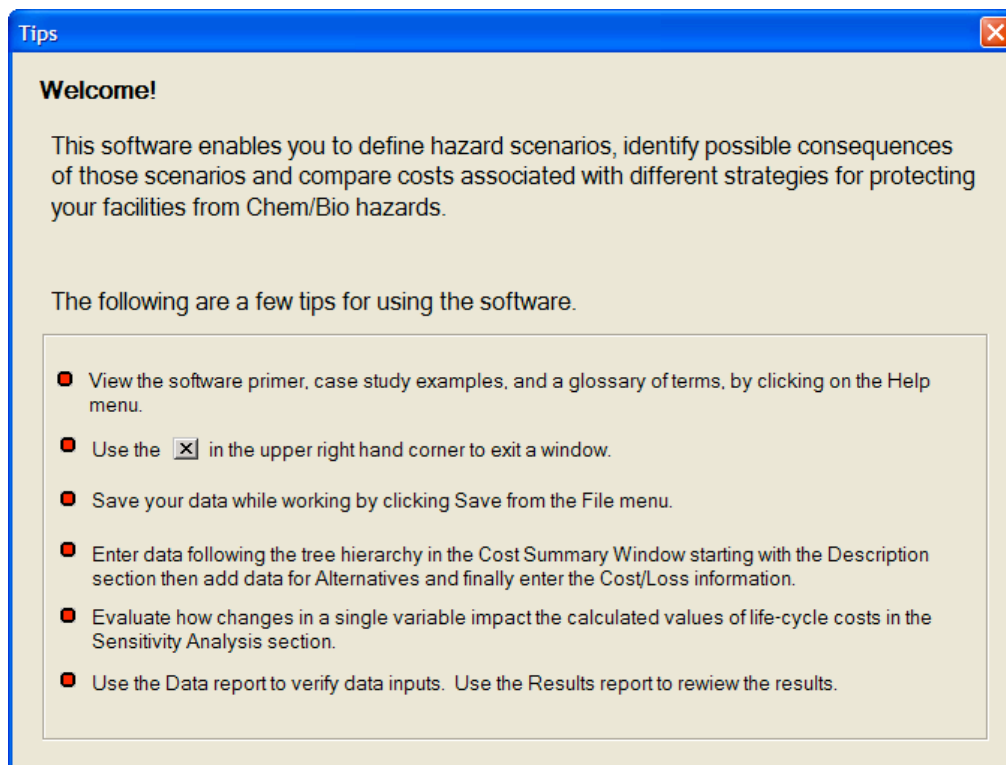 Tips
Welcome!
This software enables you to define hazard scenarios, identify possible consequences
of those scenarios and compare costs associated with different strategies for protecting
your facilities from Chem/Bio hazards.
The following are a few tips for using the software.
View the software primer, case study examples, and a glossary of terms, by clicking on the Help
menu.
Use the X in the upper right hand corner to exit a window.
Save your data while working by clicking Save from the File menu.
Enter data following the tree hierarchy in the Cost Summary Window starting with the Description
section then add data for Alternatives and finally enter the Cost/Loss information.
Evaluate how changes in a single variable impact the calculated values of life-cycle costs in the
Sensitivity Analysis section.
Use the Data report to verify data inputs. Use the Results report to rewiew the results.